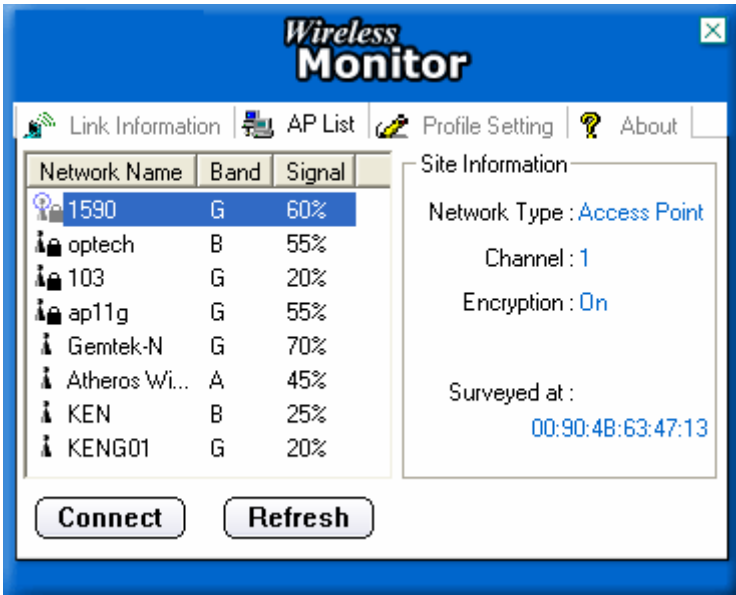 Wireless
Monitor
Link Information AP List Profile Setting About
Network Name Band Signal
1590 G 60%
optech B 55%
103 G 20%
ap11g G 55%
Gemtek-N G 70%
Atheros Wi... A 45%
KEN B 25%
KENG01 G 20%
Site Information
Network Type : Access Point
Channel : 1
Encryption : On
Surveyed at :
00:90:4B:63:47:13
Connect Refresh